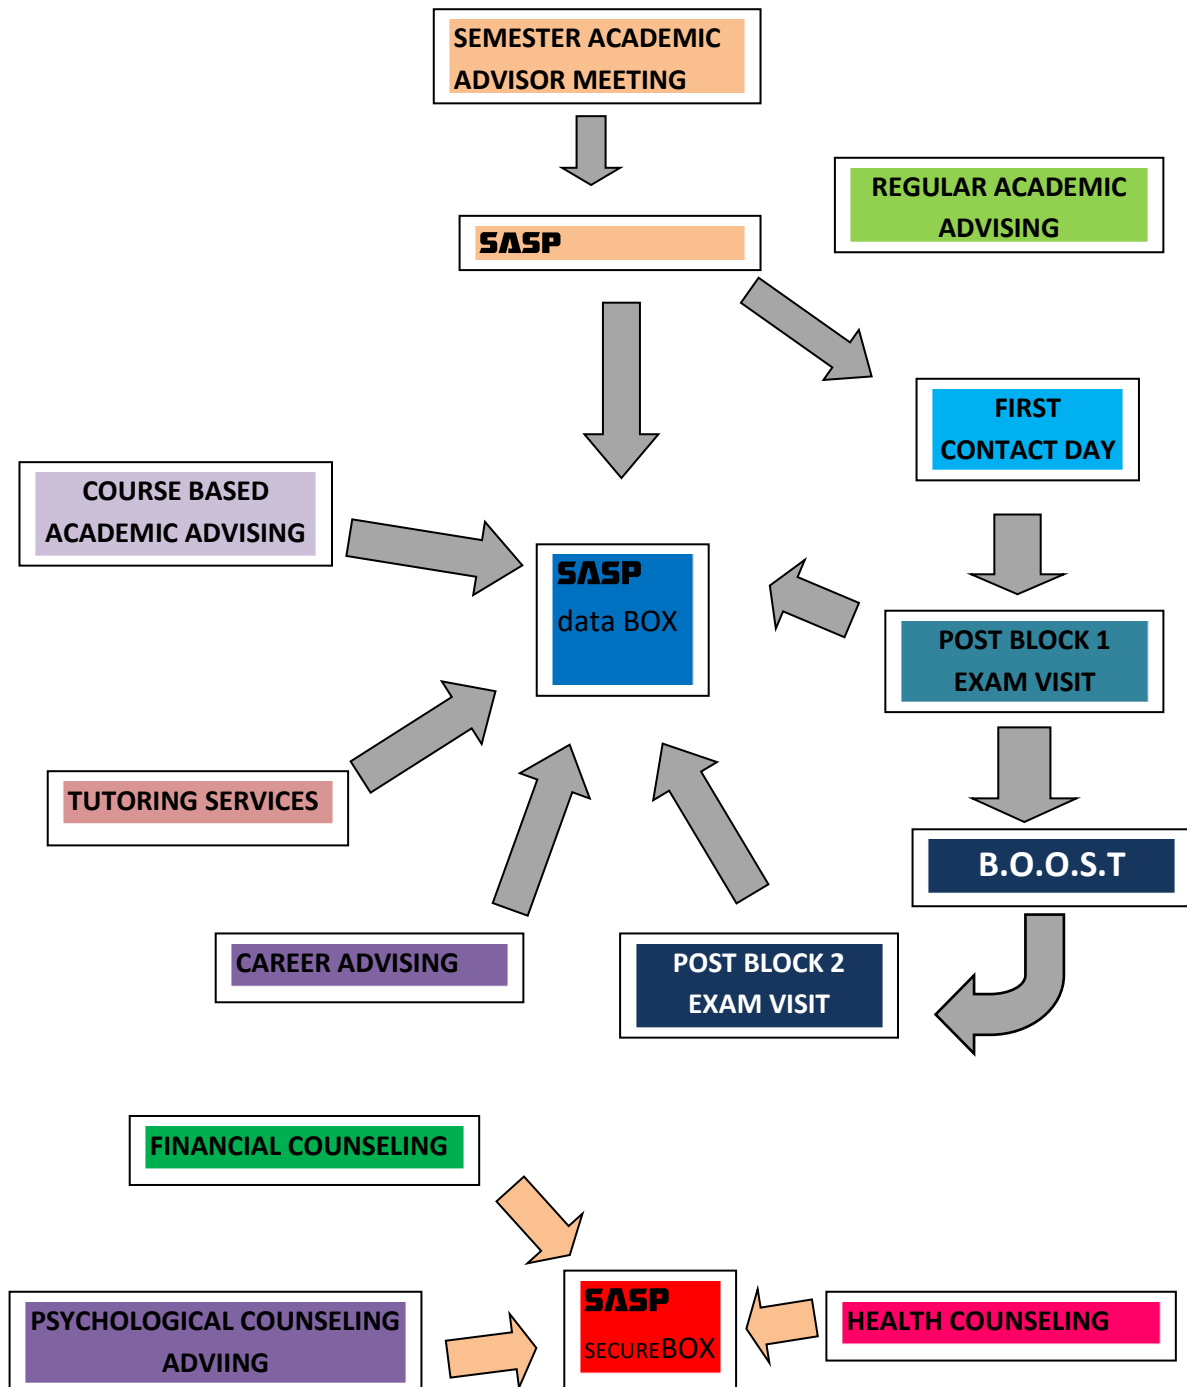 SEMESTER ACADEMIC
ADVISOR MEETING
REGULAR ACADEMIC
ADVISING
SASP
FIRST
CONTACT DAY
COURSE BASED
ACADEMIC ADVISING
SASP
data BOX
POST BLOCK 1
EXAM VISIT
TUTORING SERVICES
B.O.O.S.T
CAREER ADVISING
POST BLOCK 2
EXAM VISIT
FINANCIAL COUNSELING
SASP
SECUREBOX
PSYCHOLOGICAL COUNSELING
ADVIING
HEALTH COUNSELING